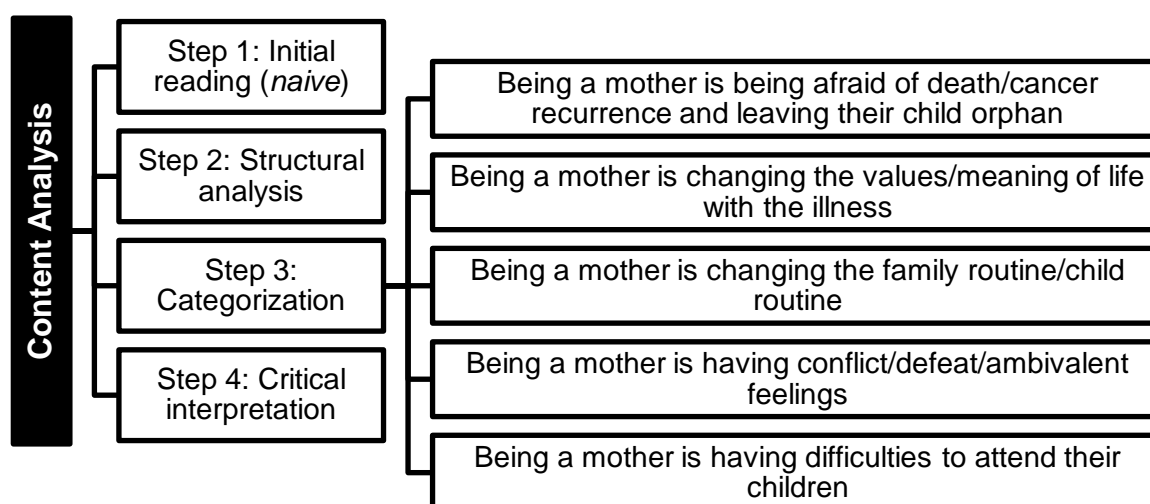 Content Analysis
Step 1: Initial
reading (naive)
Step 2: Structural
analysis
Step 3:
Categorization
Step 4: Critical
interpretation
Being a mother is being afraid of death/cancer
recurrence and leaving their child orphan
Being a mother is changing the values/meaning of life
with the illness
Being a mother is changing the family routine/child
routine
Being a mother is having conflict/defeat/ambivalent
feelings
Being a mother is having difficulties to attend their
children